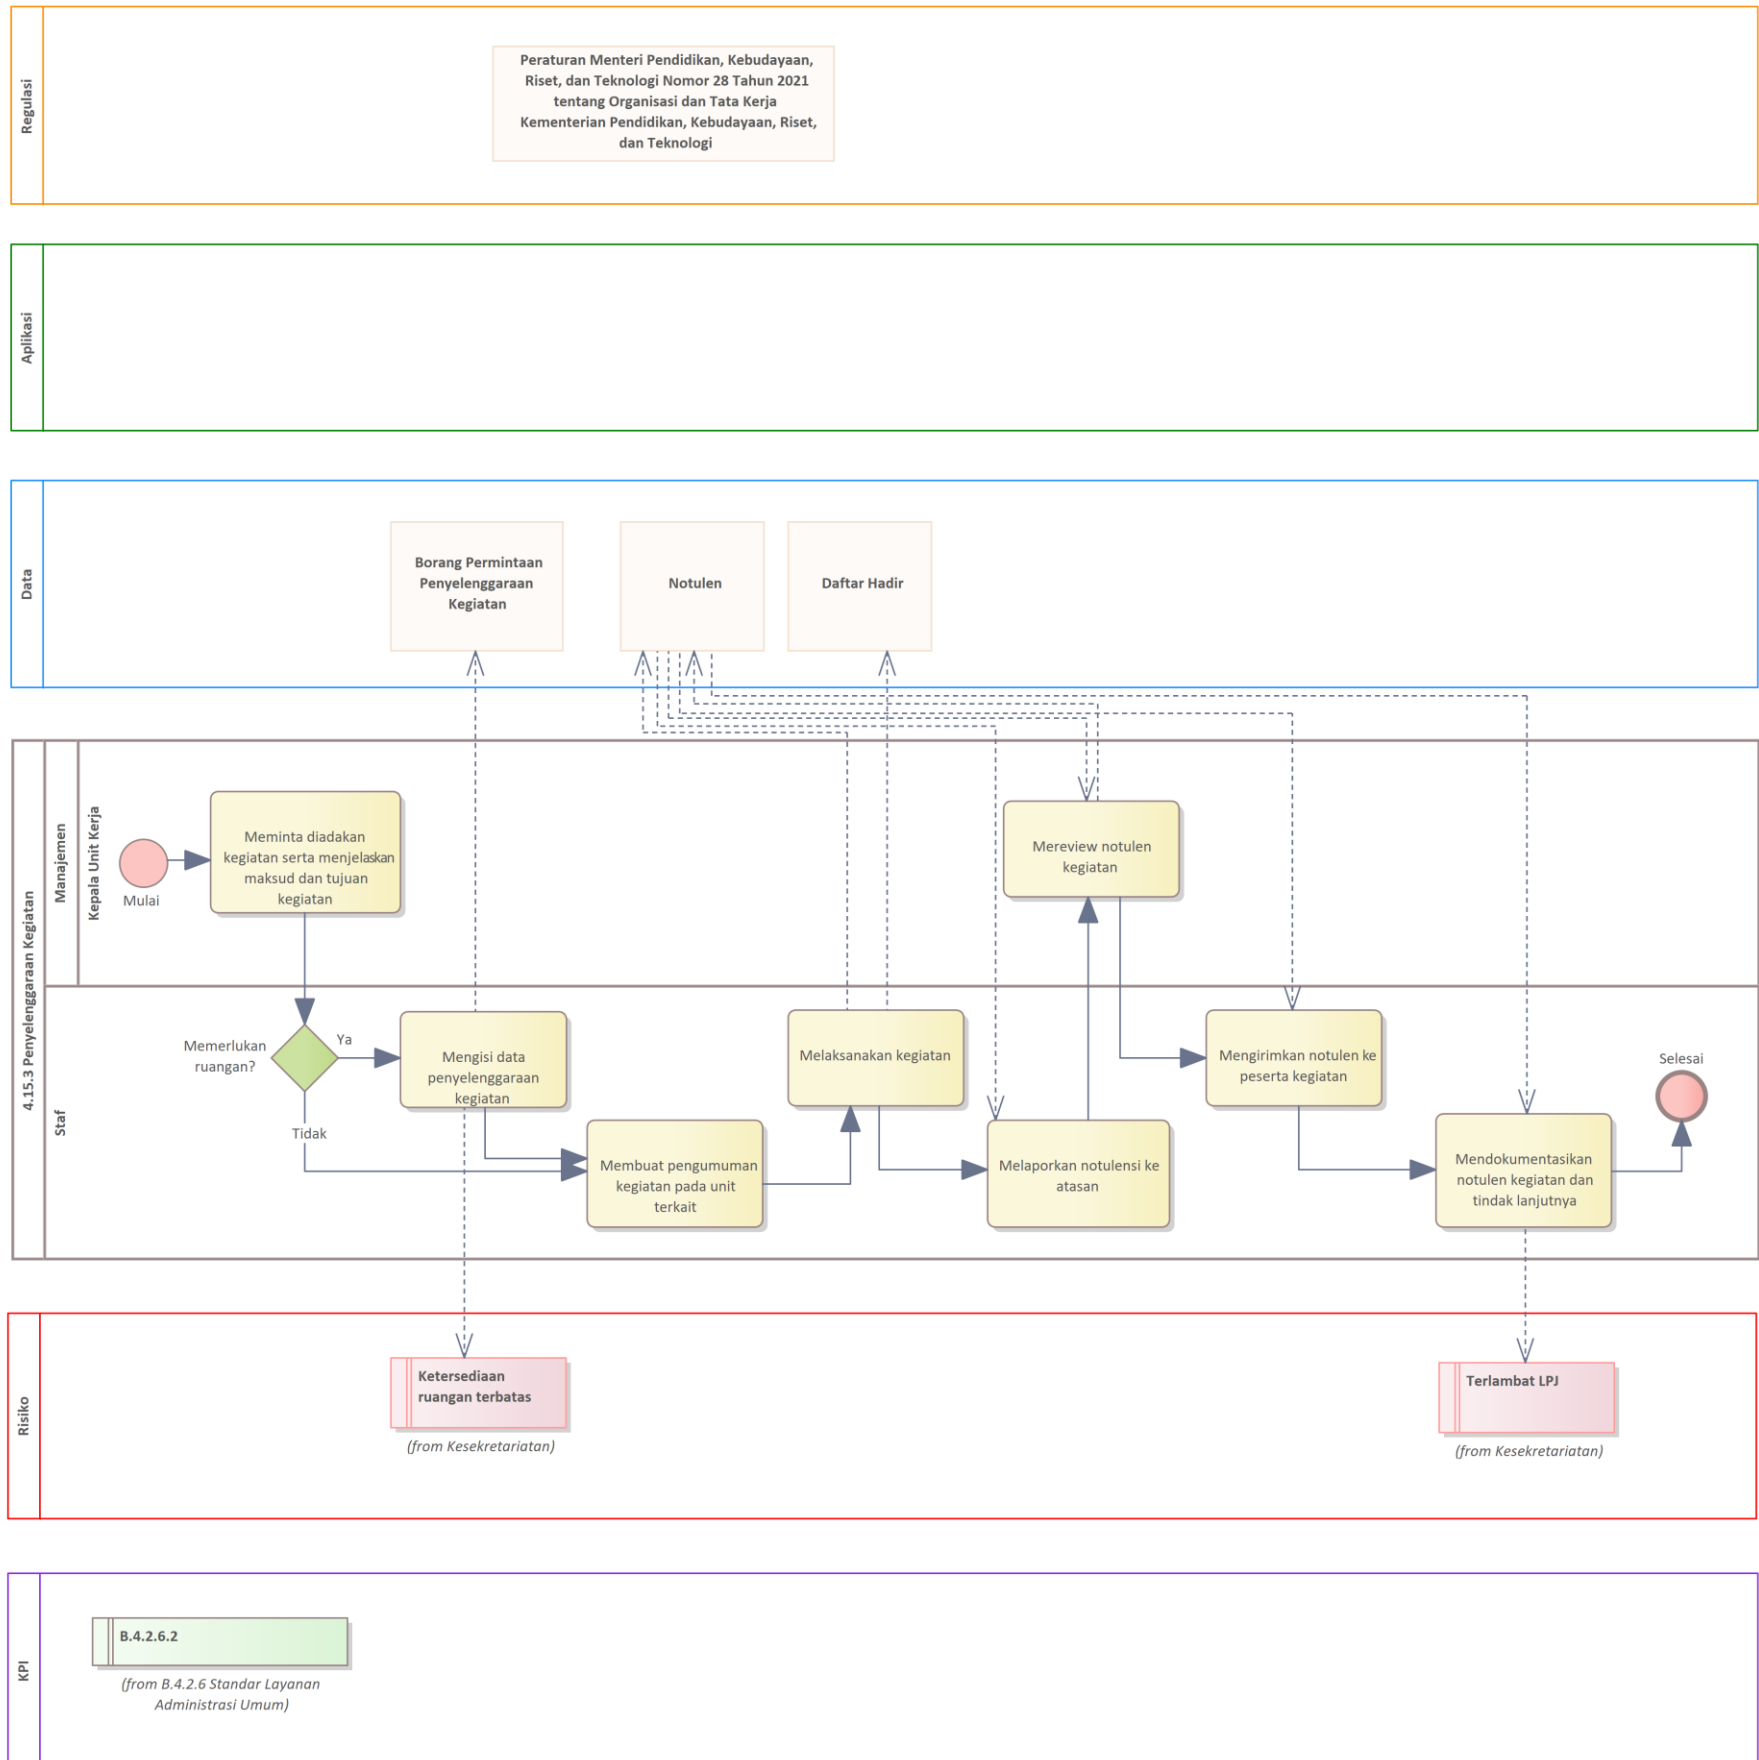 Regulasi
Peraturan Menteri Pendidikan, Kebudayaan,
Riset, dan Teknologi Nomor 28 Tahun 2021
tentang Organisasi dan Tata Kerja
Kementerian Pendidikan, Kebudayaan, Riset,
dan Teknologi
Aplikasi
Data
Borang Permintaan
Penyelenggaraan
Kegiatan
Notulen
Daftar Hadir
4.15.3 Penyelenggaraan Kegiatan
Manajemen
Kepala Unit Kerja
Mulai
Meminta diadakan
kegiatan serta menjelaskan
maksud dan tujuan
kegiatan
Mereview notulen
kegiatan
Staf
Memerlukan
ruangan?
Ya
Tidak
Mengisi data
penyelenggaraan
kegiatan
Membuat pengumuman
kegiatan pada unit
terkait
Melaksanakan kegiatan
Melaporkan notulensi ke
atasan
Mengirimkan notulen ke
peserta kegiatan
Mendokumentasikan
notulen kegiatan dan
tindak lanjutnya
Selesai
Risiko
Ketersediaan
ruangan terbatas
(from Kesekretariatan)
Terlambat LPJ
(from Kesekretariatan)
KPI
B.4.2.6.2
(from B.4.2.6 Standar Layanan
Administrasi Umum)